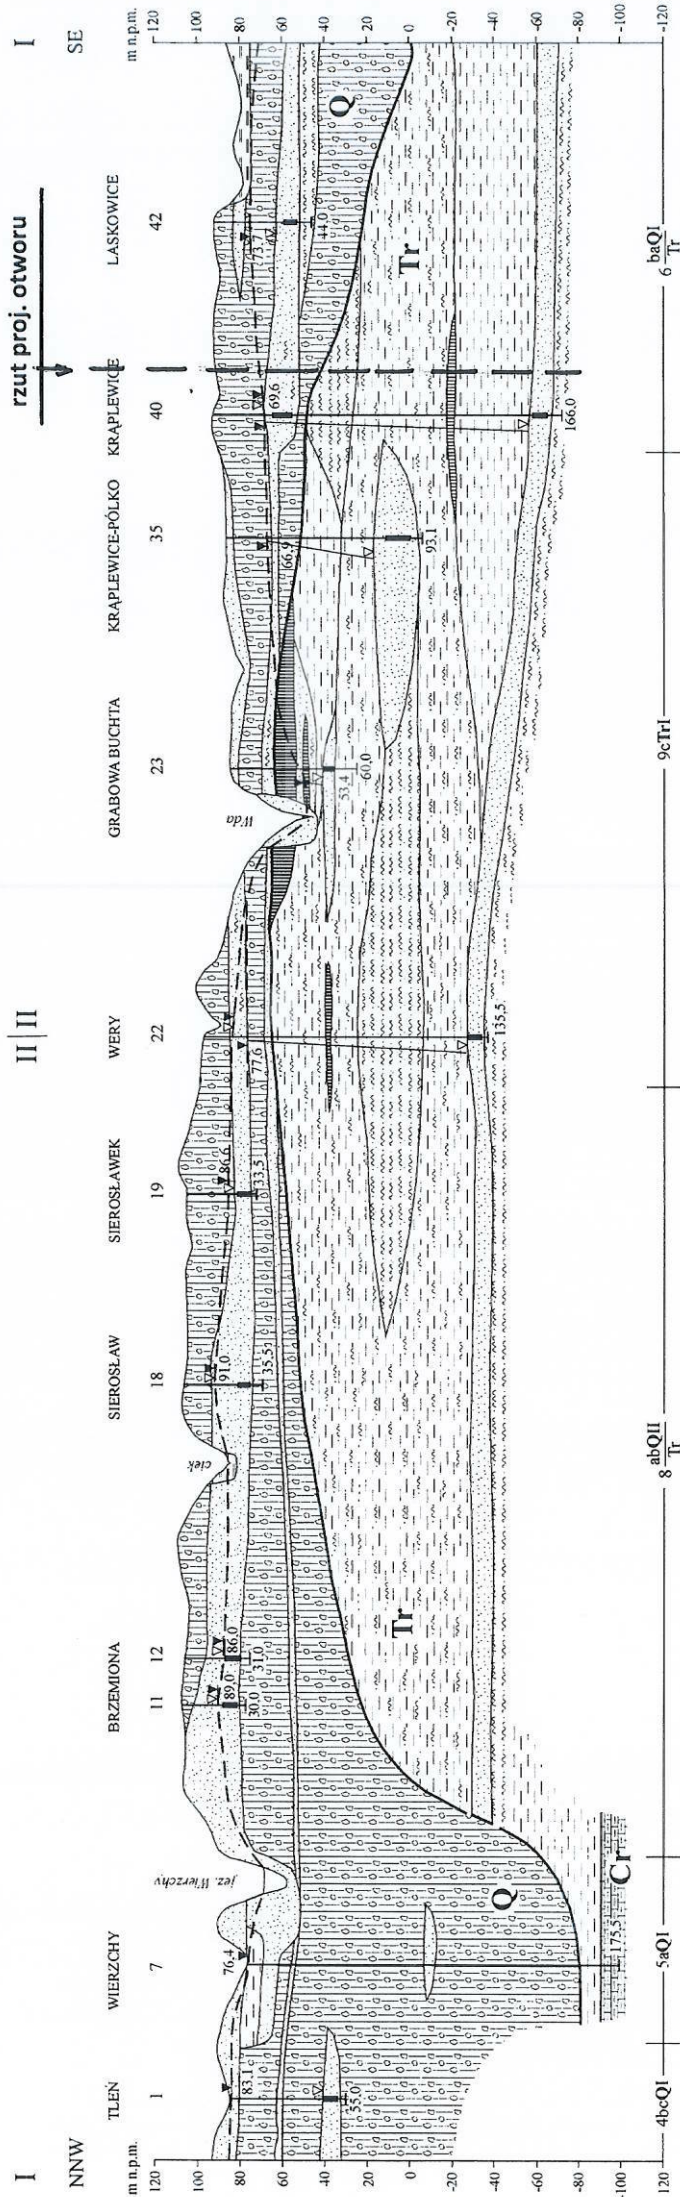 I
II | II
I
NNW
SE
rzut proj. otworu
TLEŃ
WIERZCHY
BRZEMIONA
SIEROSŁAW
SIEROSŁAWEK
WERY
GRABOWA BUCHTA
KRĄPLEWICE-POLKO
KRĄPLEWICE
LASKOWICE
1
7
11
12
18
19
22
23
35
40
42
m n.p.m.
120
100
80
60
40
20
0
-20
-40
-60
-80
-100
-120
m n.p.m.
120
100
80
60
40
20
0
-20
-40
-60
-80
-100
-120
83,1
55,0
76,4
175,5
jez. Wierzchy
89,0
30,0
86,0
31,0
ciek
91,0
35,5
86,6
33,5
77,6
135,5
Wda
53,4
60,0
66,9
93,1
69,6
166,0
73,7
44,0
Q
Cr
Tr
Tr
Q
4bcQI
5aQI
8 abQII
Tr
9cTrI
6 baQI
Tr